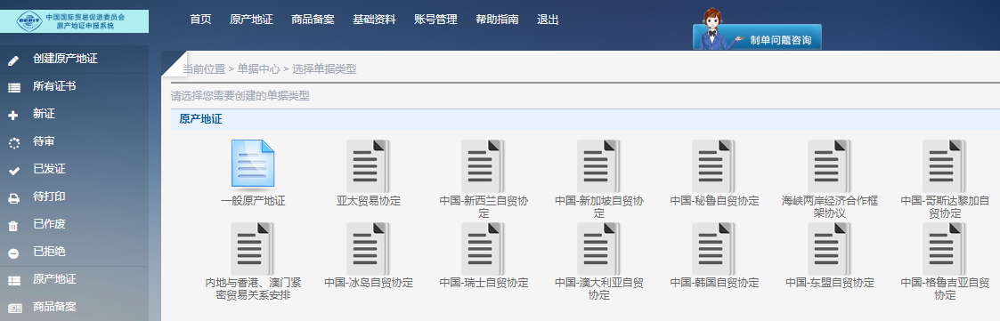 CCPIT
中国国际贸易促进委员会
原产地证申报系统
首页 原产地证 商品备案 基础资料 账号管理 帮助指南 退出
制单问题咨询
创建原产地证
所有证书
新证
待审
已发证
待打印
已作废
已拒绝
原产地证
商品备案
当前位置 > 单据中心 > 选择单据类型
请选择您需要创建的单据类型
原产地证
一般原产地证
亚太贸易协定
中国-新西兰自贸协
定
中国-新加坡自贸协
定
中国-秘鲁自贸协定
海峡两岸经济合作框
架协议
中国-哥斯达黎加自
贸协定
内地与香港、澳门紧
密贸易关系安排
中国-冰岛自贸协定
中国-瑞士自贸协定
中国-澳大利亚自贸
协定
中国-韩国自贸协定
中国-东盟自贸协定
中国-格鲁吉亚自贸
协定